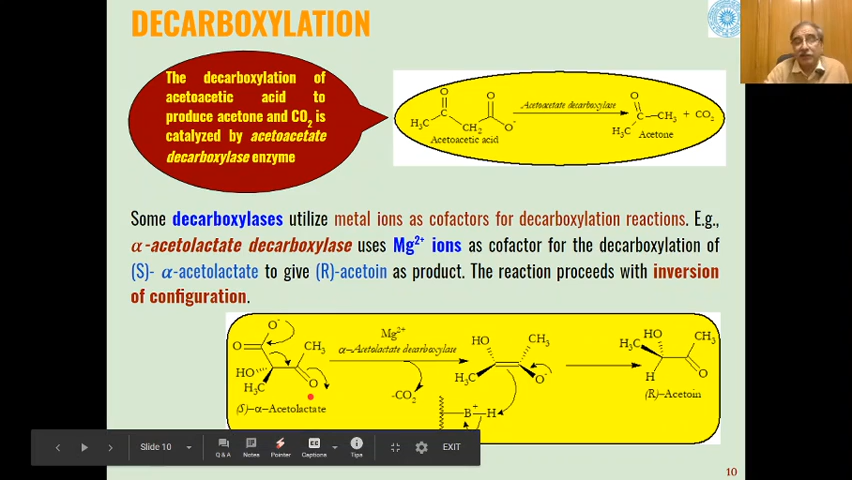 DECARBOXYLATION
The decarboxylation of
acetoacetic acid to
produce acetone and CO₂ is
catalyzed by acetoacetate
decarboxylase enzyme
O
O
H₃C
C
CH₂
C
O⁻
Acetoacetic acid
Acetoacetate decarboxylase
O
C
CH₃ + CO₂
H₃C
Acetone
Some decarboxylases utilize metal ions as cofactors for decarboxylation reactions. E.g.,
α-acetolactate decarboxylase uses Mg²⁺ ions as cofactor for the decarboxylation of
(S)- α-acetolactate to give (R)-acetoin as product. The reaction proceeds with inversion
of configuration.
O⁻
O
CH₃
HO
H₃C
O
(S)-α-Acetolactate
Mg²⁺
α-Acetolactate decarboxylase
-CO₂
HO
CH₃
H₃C
O⁻
B⁺-H
HO
H₃C
CH₃
H
O
(R)-Acetoin
Slide 10
Q & A
Notes
Pointer
Captions
Tips
EXIT
10